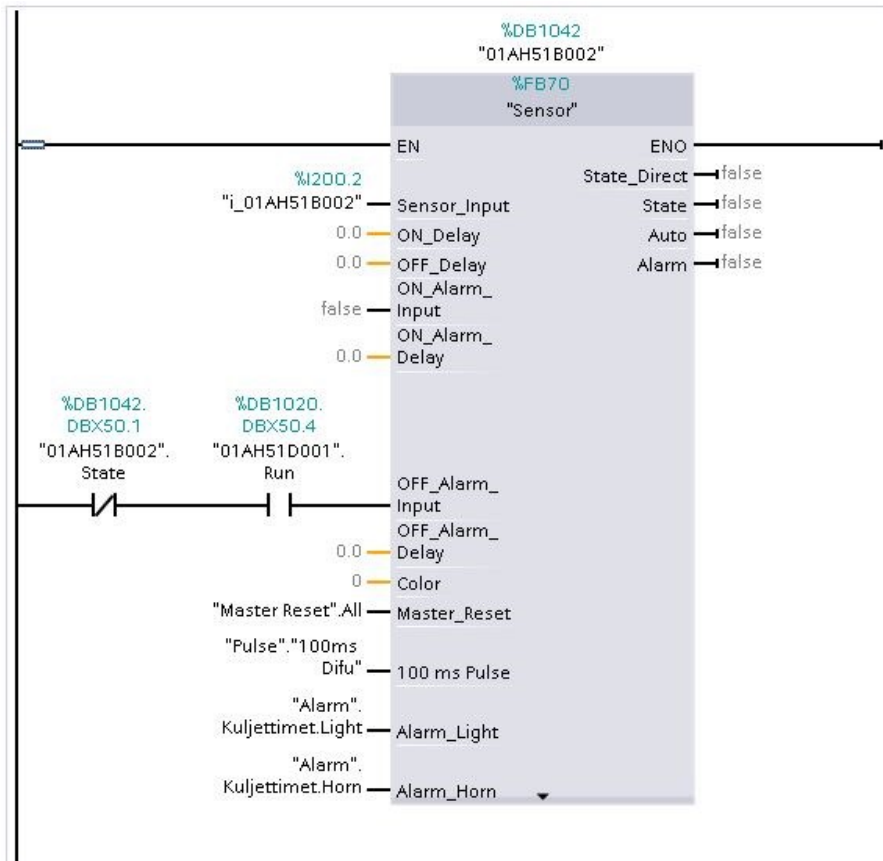 %DB1042
"01AH51B002"
%FB70
"Sensor"
EN
ENO
State_Direct
false
%I200.2
"i_01AH51B002"
Sensor_Input
State
false
0.0
ON_Delay
Auto
false
0.0
OFF_Delay
Alarm
false
ON_Alarm_
false
Input
ON_Alarm_
0.0
Delay
%DB1042.
DBX50.1
"01AH51B002".
State
%DB1020.
DBX50.4
"01AH51D001".
Run
OFF_Alarm_
Input
OFF_Alarm_
0.0
Delay
0
Color
"Master Reset".All
Master_Reset
"Pulse"."100ms
Difu"
100 ms Pulse
"Alarm".
Kuljettimet.Light
Alarm_Light
"Alarm".
Kuljettimet.Horn
Alarm_Horn